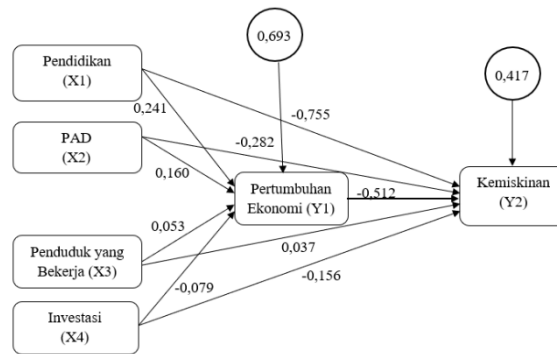 0,693
0,417
Pendidikan
(X1)
0,241
-0,755
PAD
(X2)
-0,282
0,160
Pertumbuhan
Ekonomi (Y1)
-0,512
Kemiskinan
(Y2)
0,053
Penduduk yang
Bekerja (X3)
0,037
-0,079
-0,156
Investasi
(X4)